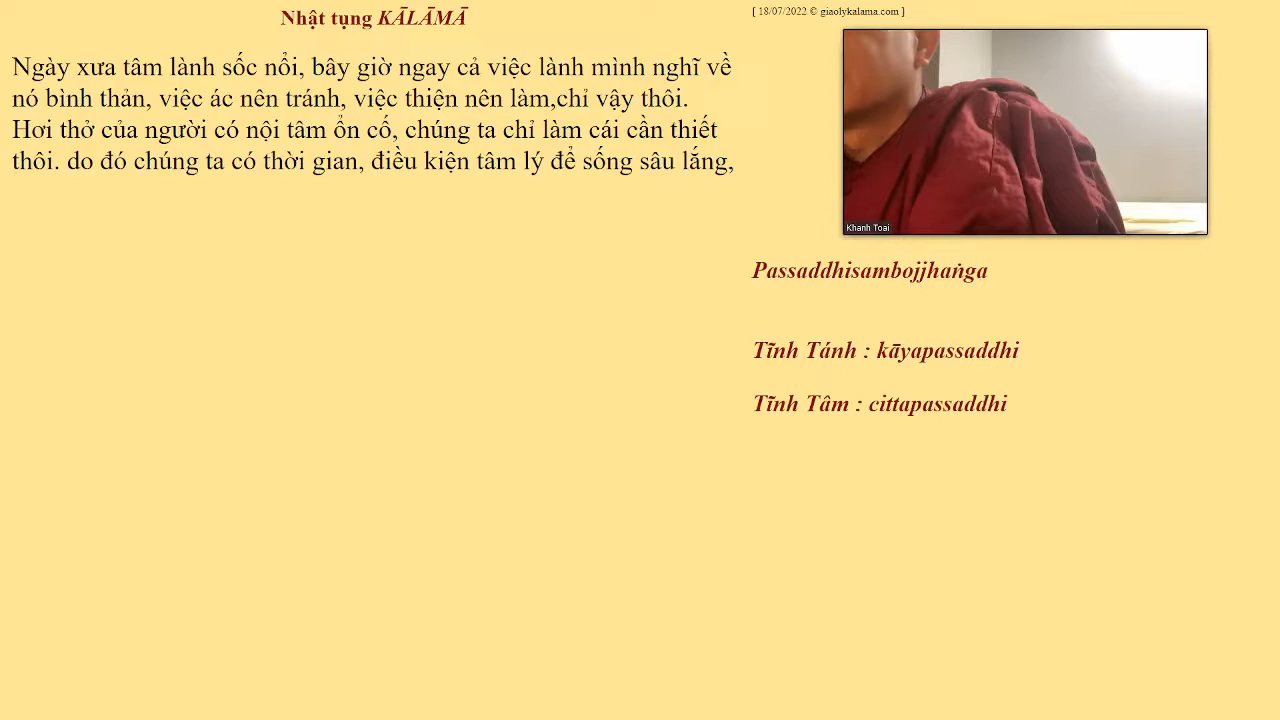 Nhật tụng KĀLĀMĀ
Ngày xưa tâm lành sốc nổi, bây giờ ngay cả việc lành mình nghĩ về
nó bình thản, việc ác nên tránh, việc thiện nên làm,chỉ vậy thôi.
Hơi thở của người có nội tâm ổn cố, chúng ta chỉ làm cái cần thiết
thôi. do đó chúng ta có thời gian, điều kiện tâm lý để sống sâu lắng,
[ 18/07/2022 © giaolykalama.com ]
Khanh Toai
Passaddhisambojjhaṅga
Tĩnh Tánh : kāyapassaddhi
Tĩnh Tâm : cittapassaddhi